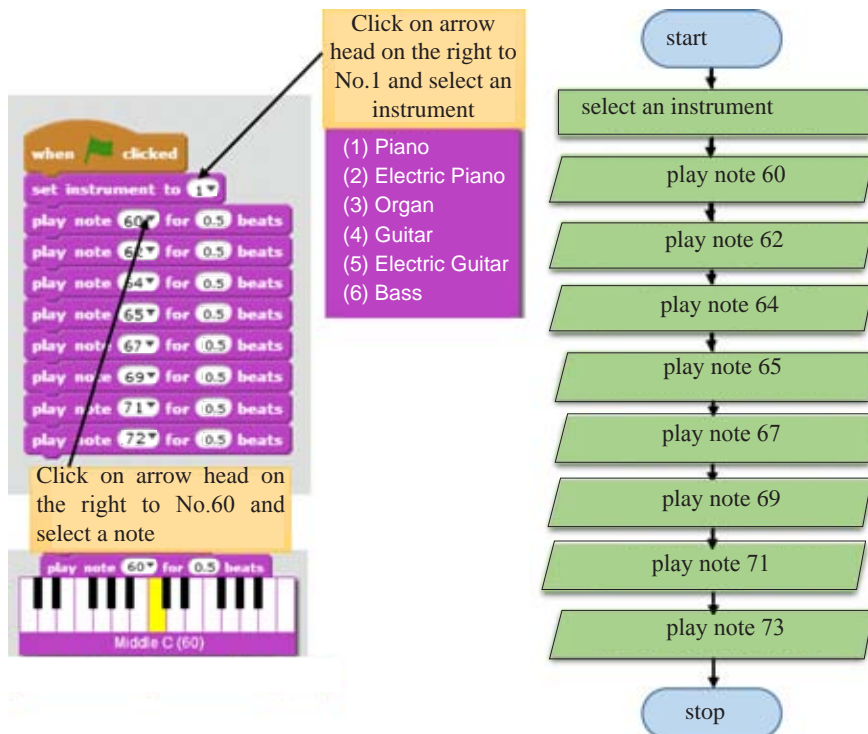 Click on arrow
head on the right to
No.1 and select an
instrument
when clicked
set instrument to 1
play note 60 for 0.5 beats
play note 62 for 0.5 beats
play note 64 for 0.5 beats
play note 65 for 0.5 beats
play note 67 for 0.5 beats
play note 69 for 0.5 beats
play note 71 for 0.5 beats
play note 72 for 0.5 beats
(1) Piano
(2) Electric Piano
(3) Organ
(4) Guitar
(5) Electric Guitar
(6) Bass
Click on arrow head on
the right to No.60 and
select a note
play note 60 for 0.5 beats
Middle C (60)
start
select an instrument
play note 60
play note 62
play note 64
play note 65
play note 67
play note 69
play note 71
play note 73
stop